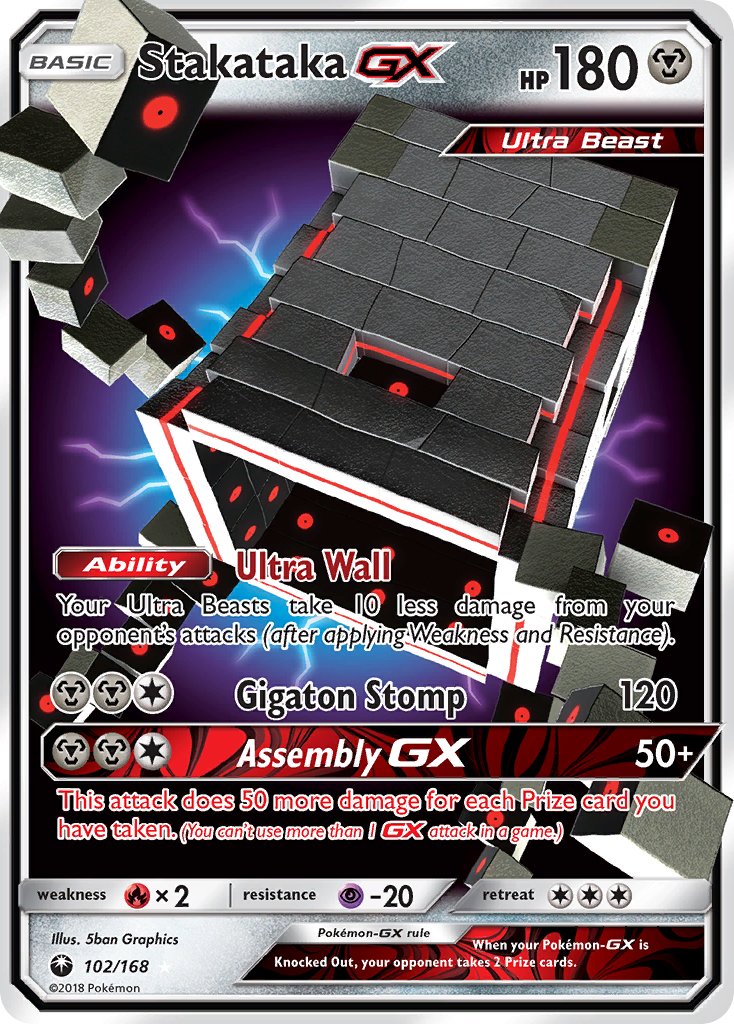 BASIC Stakataka GX HP 180
Ultra Beast
Ability Ultra Wall
Your Ultra Beasts take 10 less damage from your
opponent's attacks (after applying Weakness and Resistance).
Gigaton Stomp 120
Assembly GX 50+
This attack does 50 more damage for each Prize card you
have taken. (You can't use more than 1 GX attack in a game.)
weakness ×2 resistance -20 retreat
Illus. 5ban Graphics
Pokémon-GX rule
When your Pokémon-GX is
Knocked Out, your opponent takes 2 Prize cards.
102/168
©2018 Pokémon